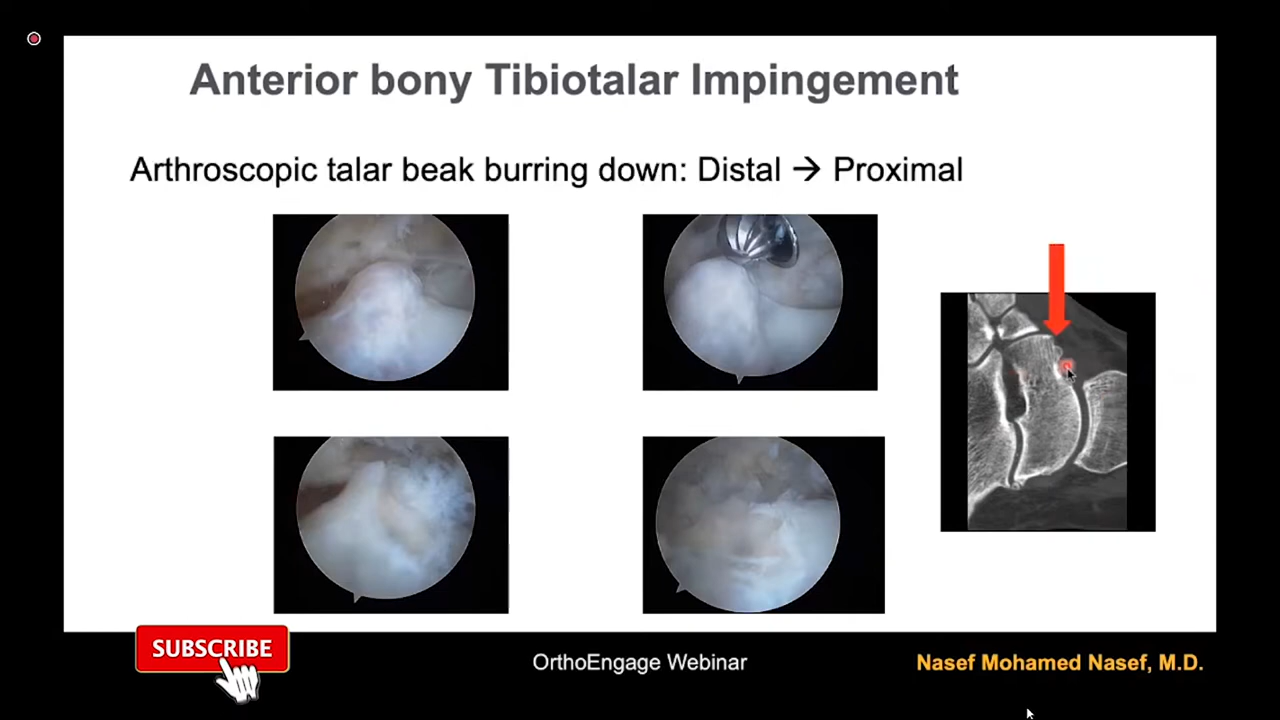 Anterior bony Tibiotalar Impingement
Arthroscopic talar beak burring down: Distal → Proximal
SUBSCRIBE
OrthoEngage Webinar
Nasef Mohamed Nasef, M.D.